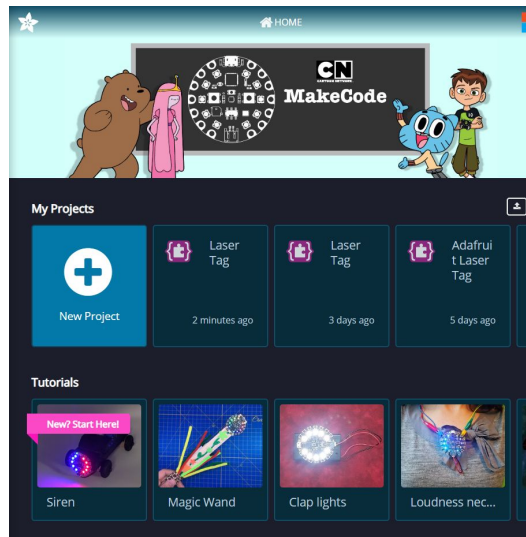 HOME
CN
CARTOON NETWORK
MakeCode
My Projects
New Project
Laser
Tag
2 minutes ago
Laser
Tag
3 days ago
Adafrui
t Laser
Tag
5 days ago
Tutorials
New? Start Here!
Siren
Magic Wand
Clap lights
Loudness nec...